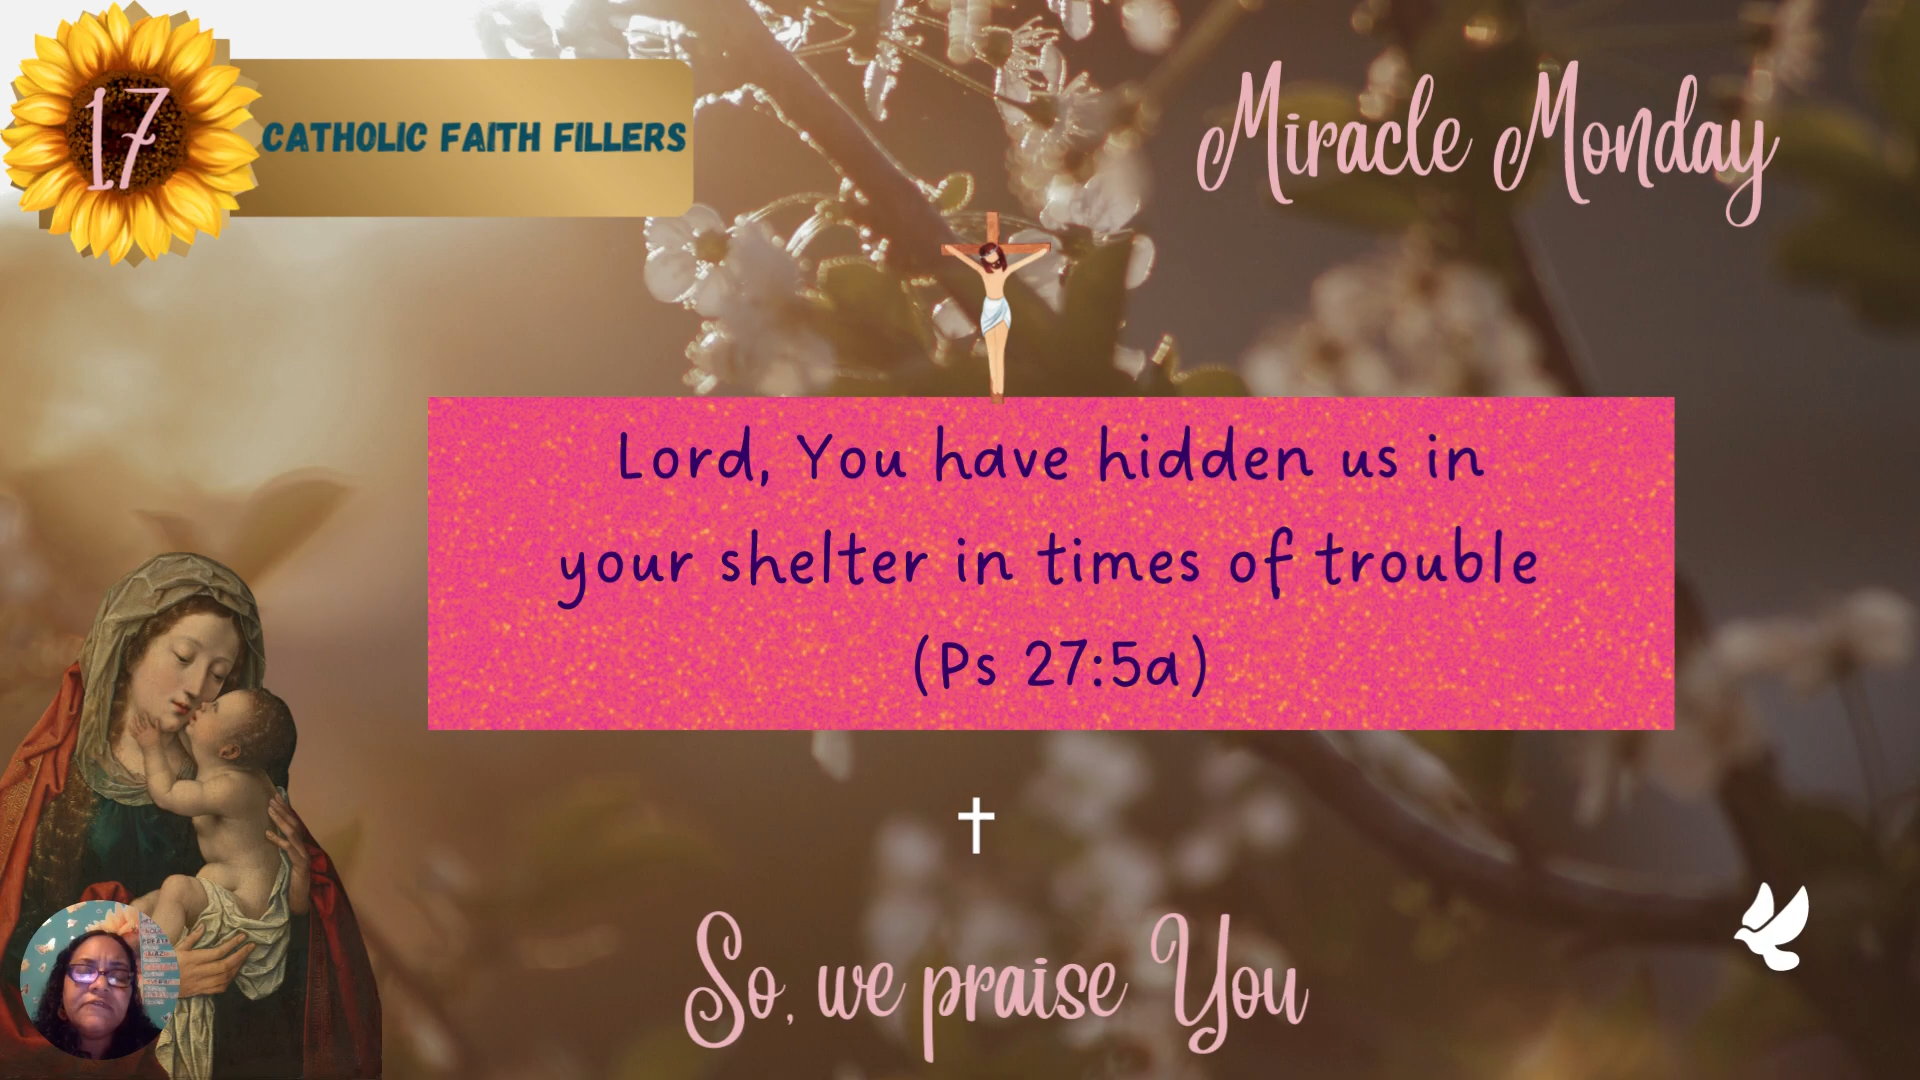 17
CATHOLIC FAITH FILLERS
Miracle Monday
Lord, You have hidden us in
your shelter in times of trouble
(Ps 27:5a)
So, we praise You